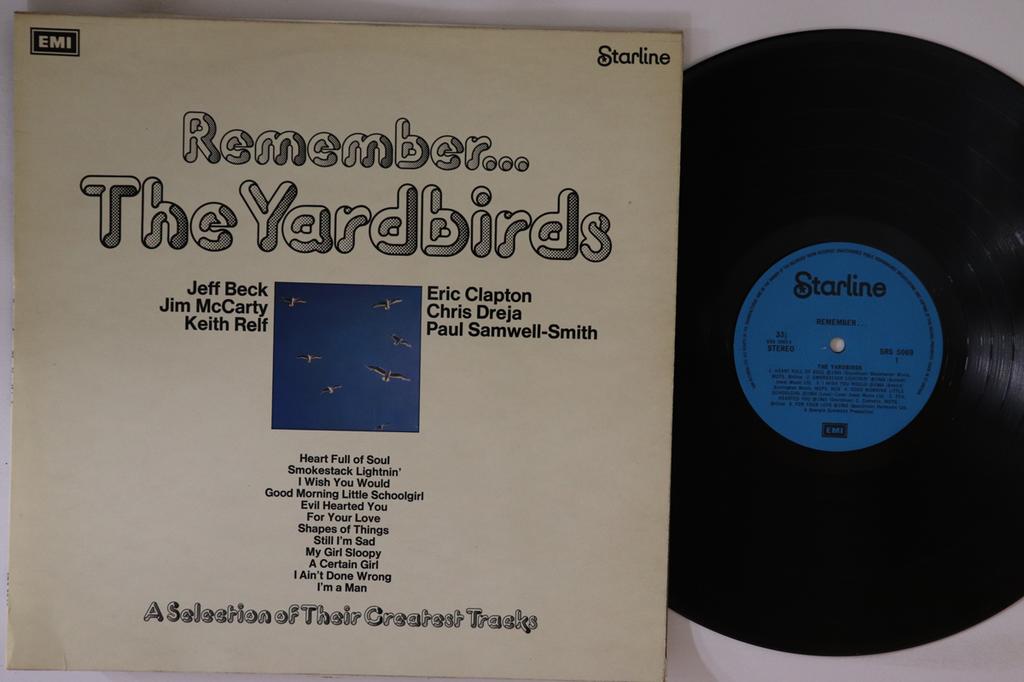 EMI
Starline
Remember...
The Yardbirds
Jeff Beck
Jim McCarty
Keith Relf
Eric Clapton
Chris Dreja
Paul Samwell-Smith
Heart Full of Soul
Smokestack Lightnin'
I Wish You Would
Good Morning Little Schoolgirl
Evil Hearted You
For Your Love
Shapes of Things
Still I'm Sad
My Girl Sloopy
A Certain Girl
I Ain't Done Wrong
I'm a Man
A Selection of Their Greatest Tracks
Starline
REMEMBER...
33⅓
STEREO
SRS 5069
1
THE YARDBIRDS
EMI